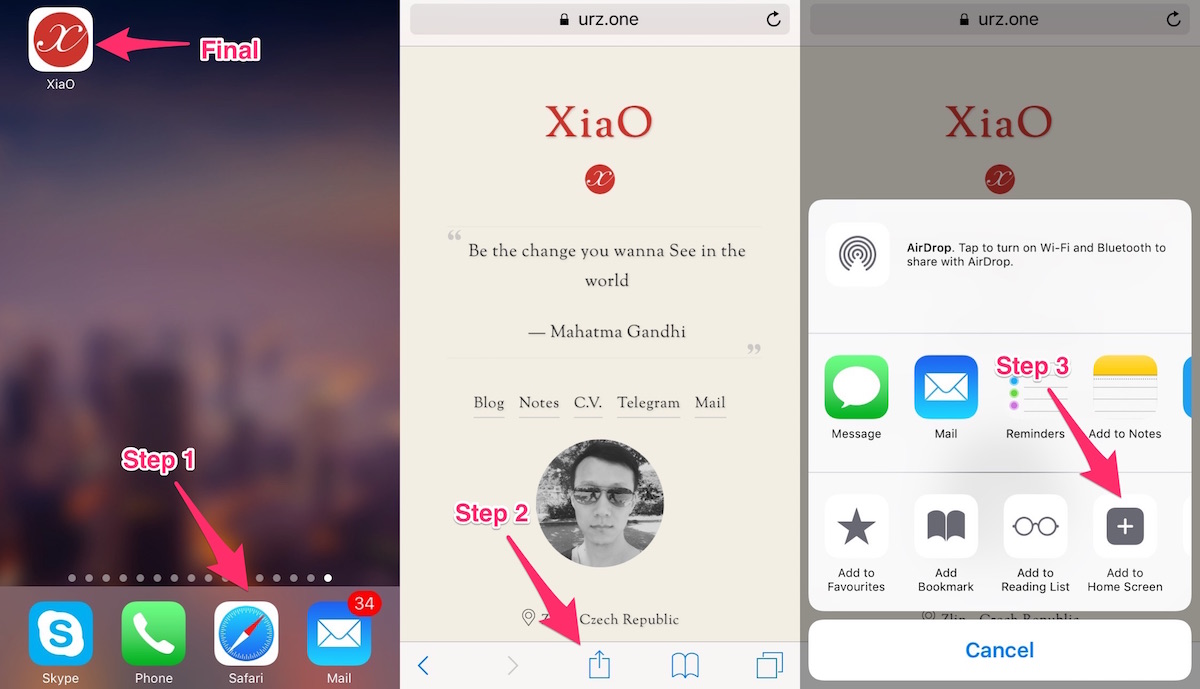 Final
XiaO
Step 1
34
Skype
Phone
Safari
Mail
urz.one
XiaO
x
“
Be the change you wanna See in the
world
— Mahatma Gandhi
”
Blog Notes C.V. Telegram Mail
Step 2
Czech Republic
urz.one
XiaO
x
AirDrop. Tap to turn on Wi-Fi and Bluetooth to
share with AirDrop.
Step 3
Message
Mail
Reminders
Add to Notes
Add to
Favourites
Add
Bookmark
Add to
Reading List
Add to
Home Screen
Zlin, Czech Republic
Cancel